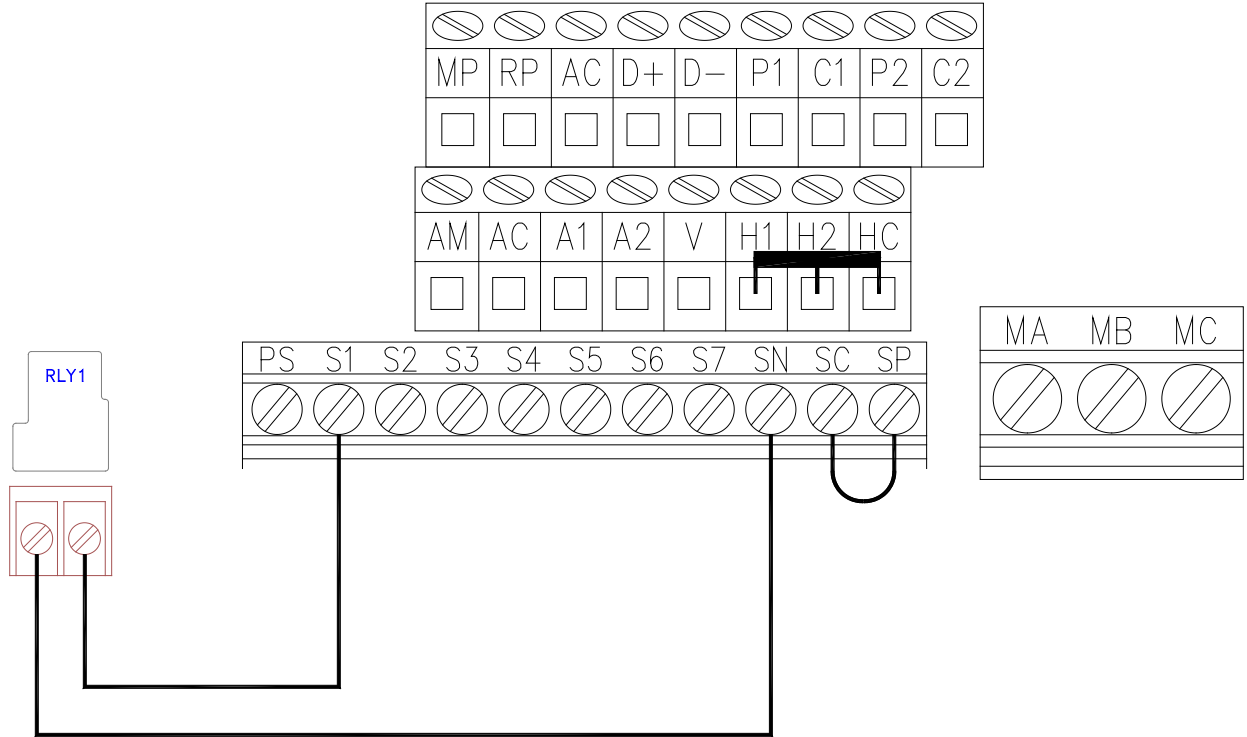 MP RP AC D+ D- P1 C1 P2 C2
AM AC A1 A2 V H1 H2 HC
MA MB MC
PS S1 S2 S3 S4 S5 S6 S7 SN SC SP
RLY1